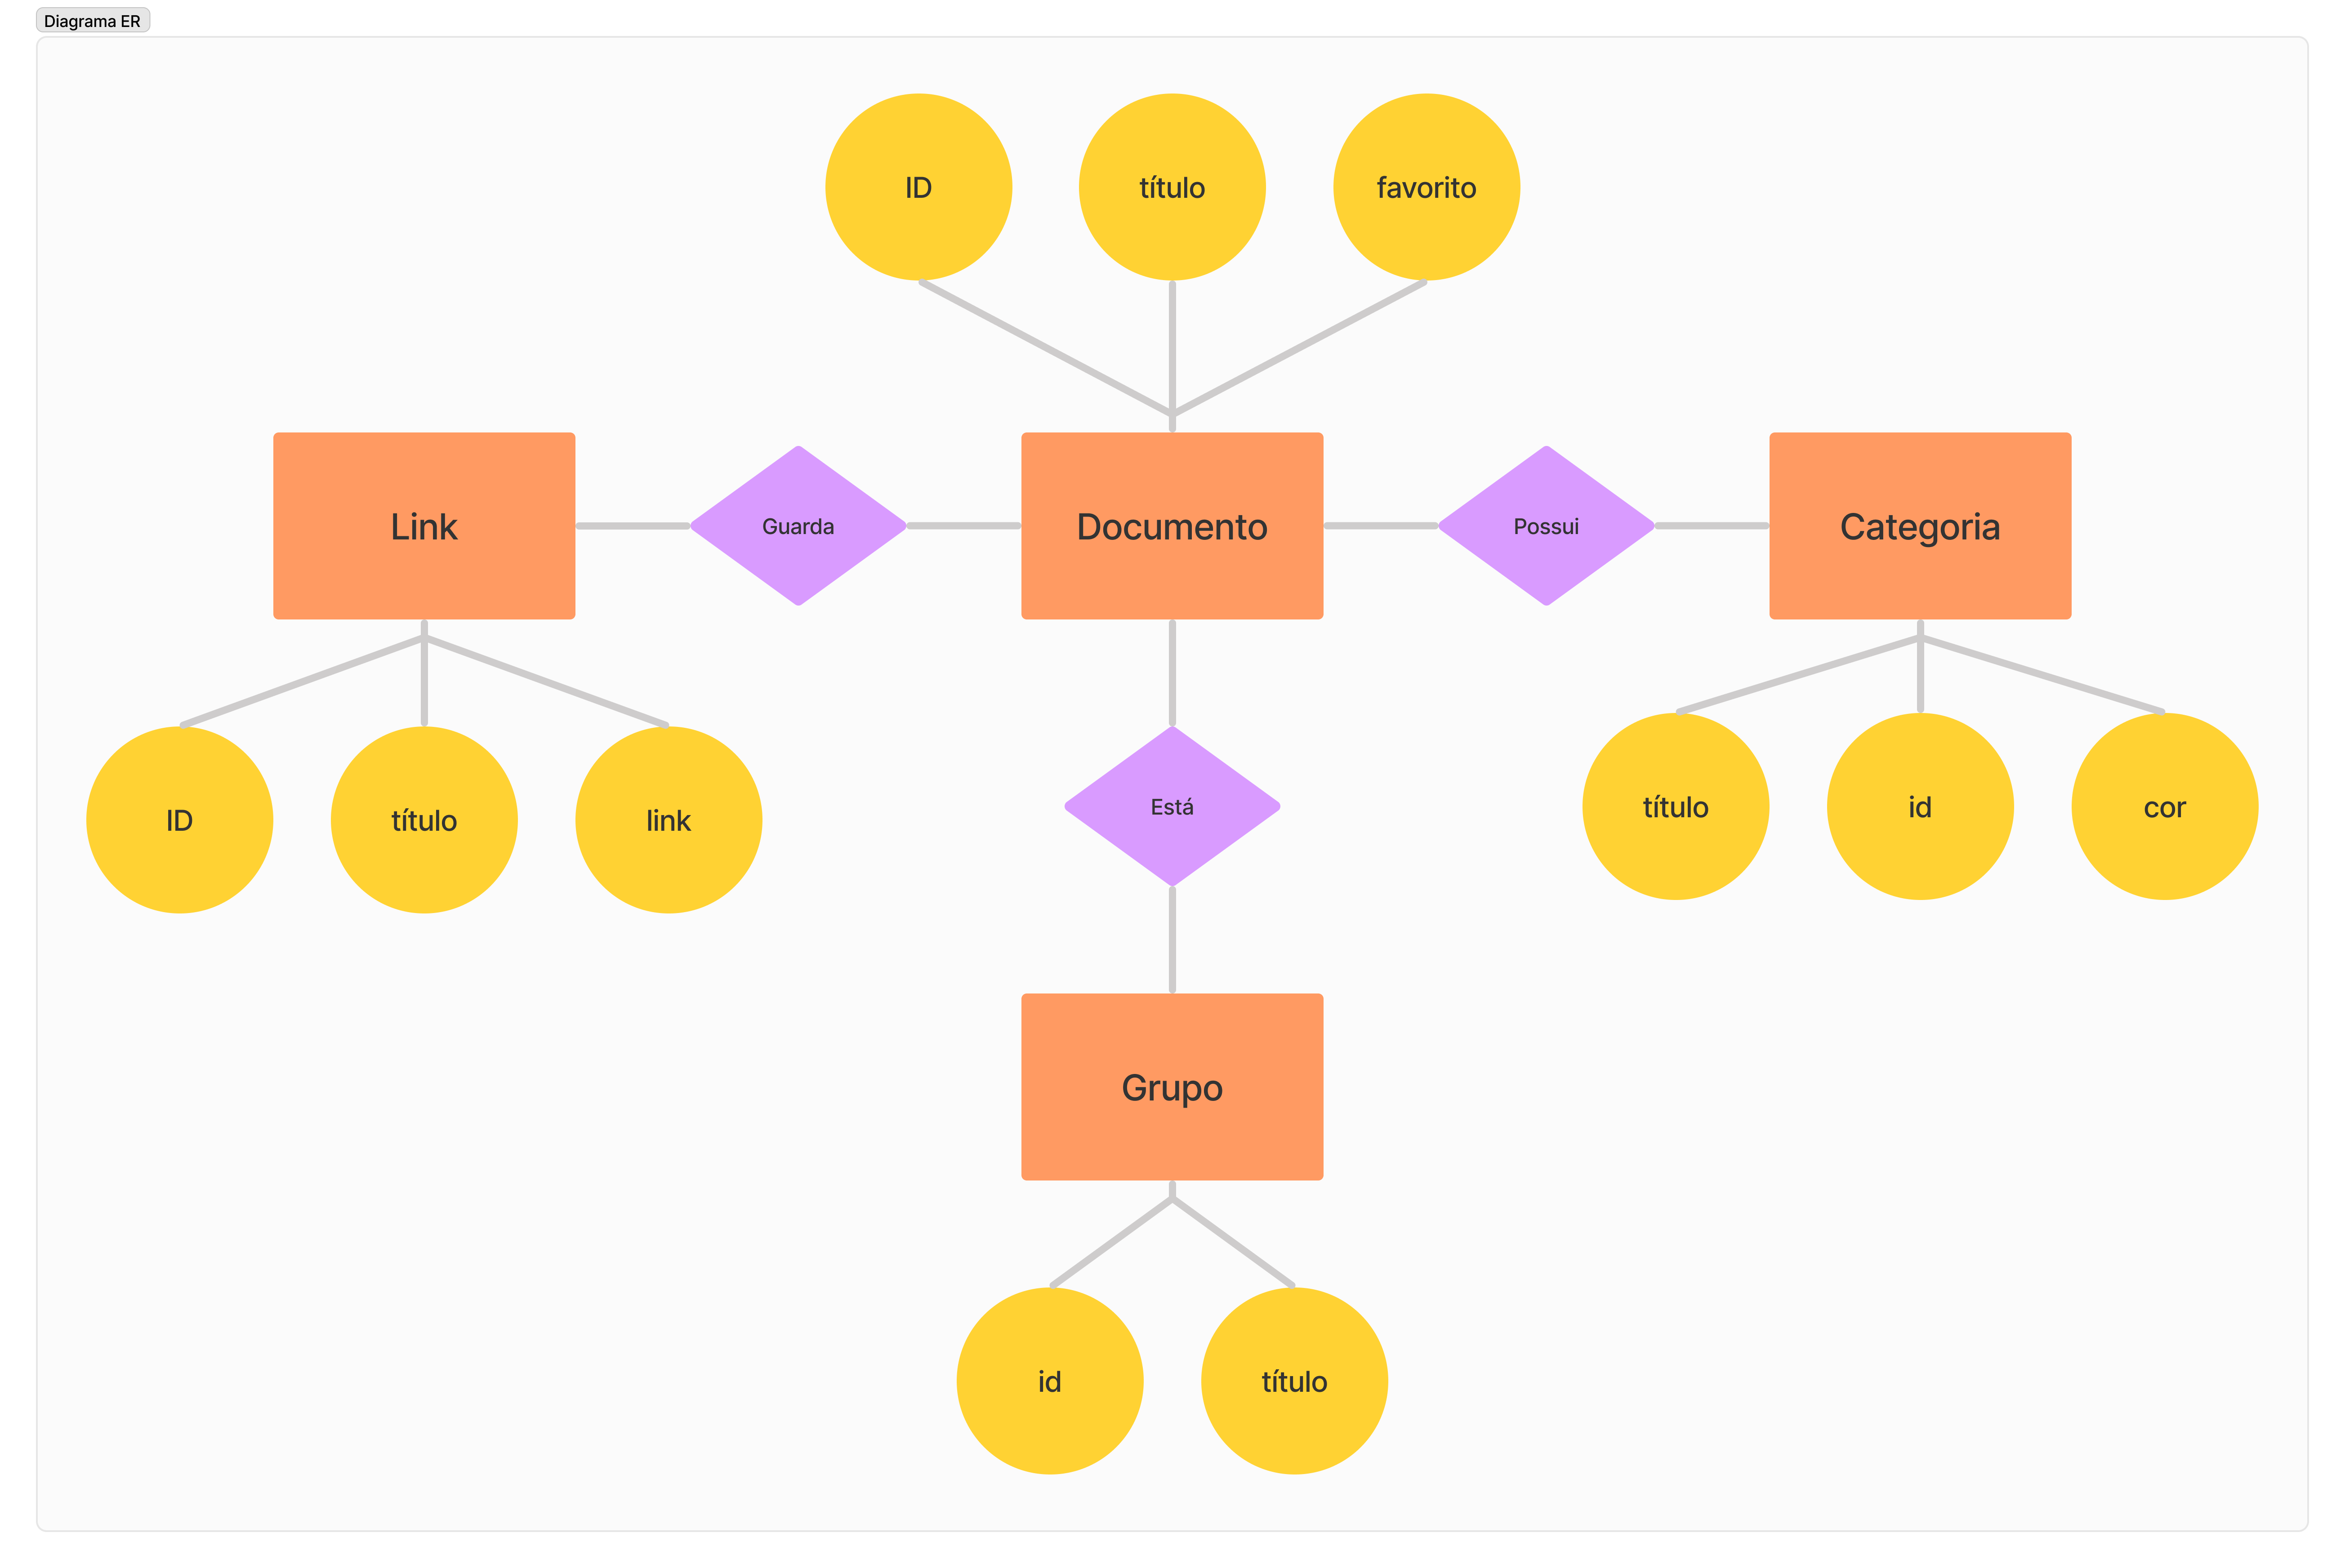 Diagrama ER
ID
título
favorito
Link
Guarda
Documento
Possui
Categoria
ID
título
link
Está
título
id
cor
Grupo
id
título